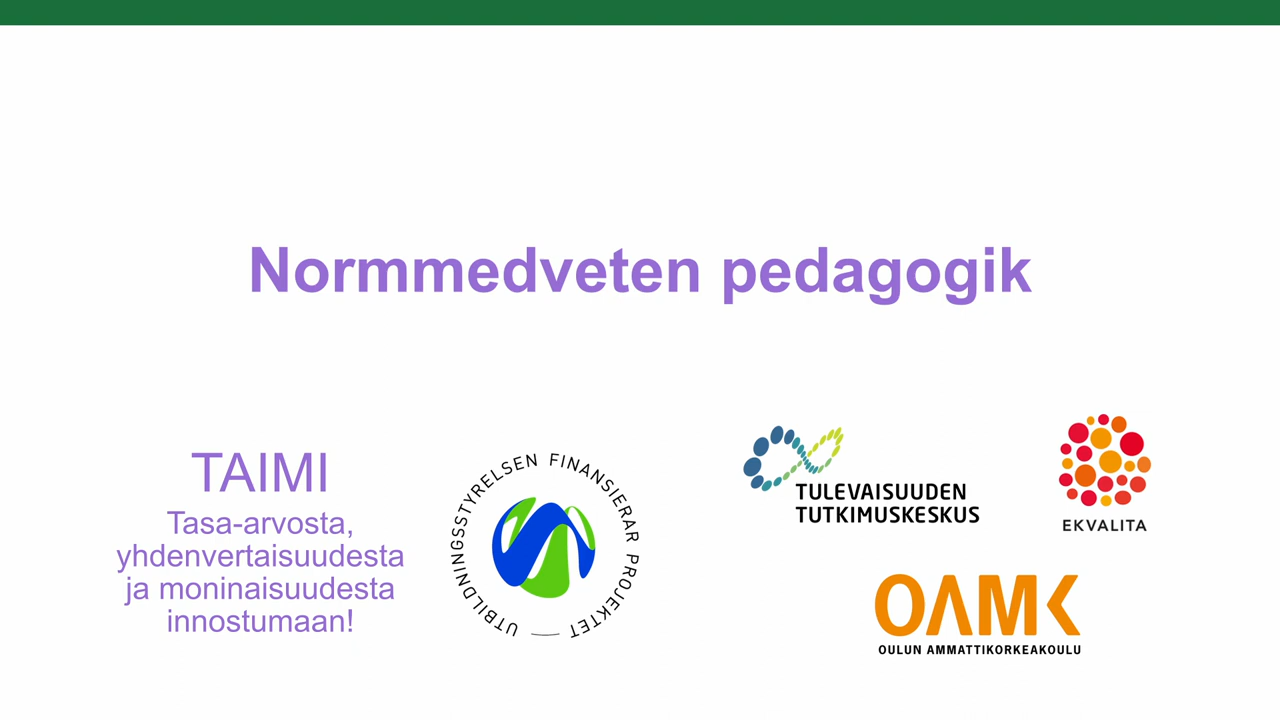 Normmedveten pedagogik
TAIMI
Tasa-arvosta,
yhdenvertaisuudesta
ja moninaisuudesta
innostumaan!
UTBILDNINGSSTYRELSEN FINANSIERAR PROJEKTET
TULEVAISUUDEN
TUTKIMUSKESKUS
EKVALITA
OAMK
OULUN AMMATTIKORKEAKOULU